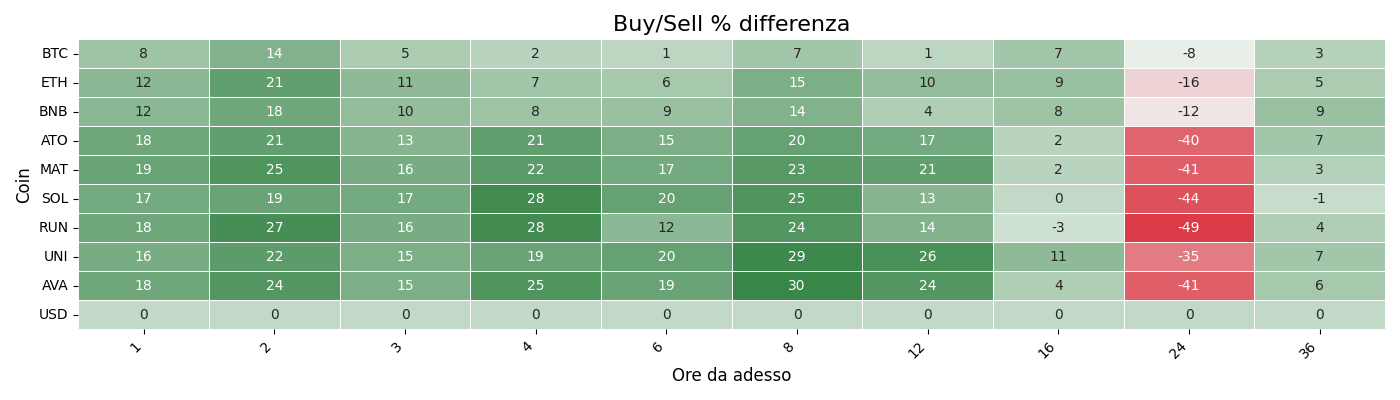 Buy/Sell % differenza
Coin
BTC 8 14 5 2 1 7 1 7 -8 3
ETH 12 21 11 7 6 15 10 9 -16 5
BNB 12 18 10 8 9 14 4 8 -12 9
ATO 18 21 13 21 15 20 17 2 -40 7
MAT 19 25 16 22 17 23 21 2 -41 3
SOL 17 19 17 28 20 25 13 0 -44 -1
RUN 18 27 16 28 12 24 14 -3 -49 4
UNI 16 22 15 19 20 29 26 11 -35 7
AVA 18 24 15 25 19 30 24 4 -41 6
USD 0 0 0 0 0 0 0 0 0 0
1 2 3 4 6 8 12 16 24 36
Ore da adesso